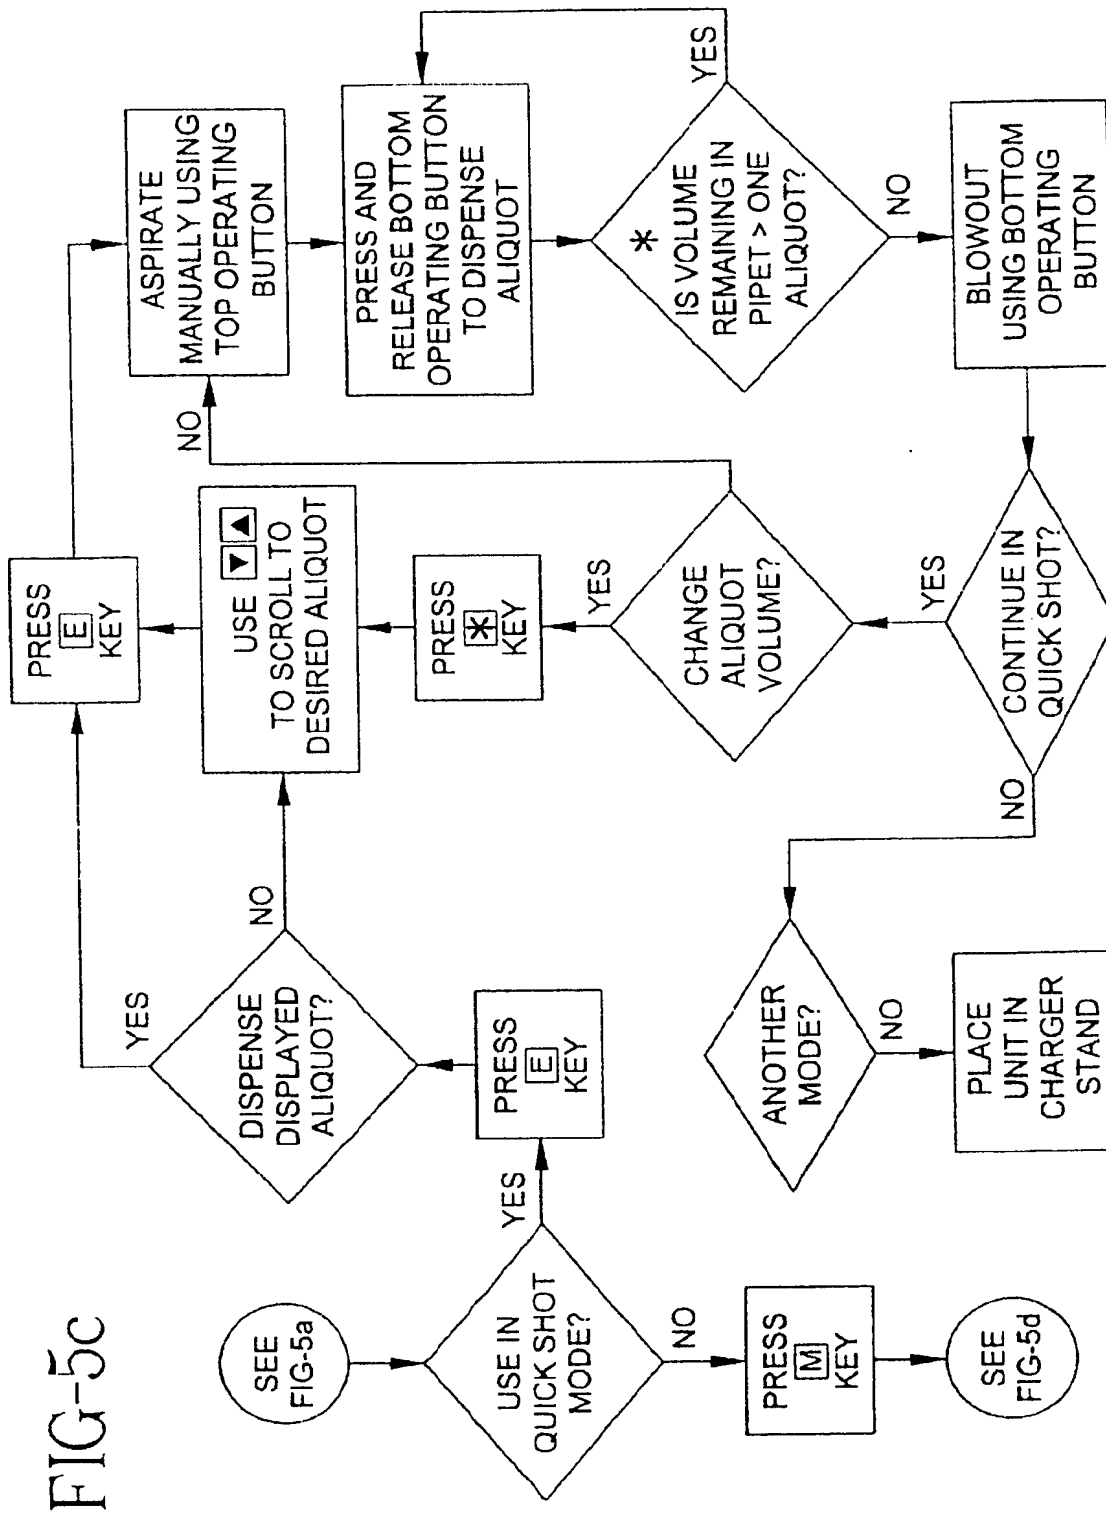 FIG-5c
SEE
FIG-5a
USE IN
QUICK SHOT
MODE?
YES
NO
PRESS
M
KEY
SEE
FIG-5d
PRESS
E
KEY
DISPENSE
DISPLAYED
ALIQUOT?
YES
NO
PRESS
E
KEY
USE ▼ ▲
TO SCROLL TO
DESIRED ALIQUOT
PRESS
*
KEY
YES
CHANGE
ALIQUOT
VOLUME?
NO
ASPIRATE
MANUALLY USING
TOP OPERATING
BUTTON
PRESS AND
RELEASE BOTTOM
OPERATING BUTTON
TO DISPENSE
ALIQUOT
*
IS VOLUME
REMAINING IN
PIPET > ONE
ALIQUOT?
YES
NO
BLOWOUT
USING BOTTOM
OPERATING
BUTTON
CONTINUE IN
QUICK SHOT?
YES
NO
ANOTHER
MODE?
NO
PLACE
UNIT IN
CHARGER
STAND